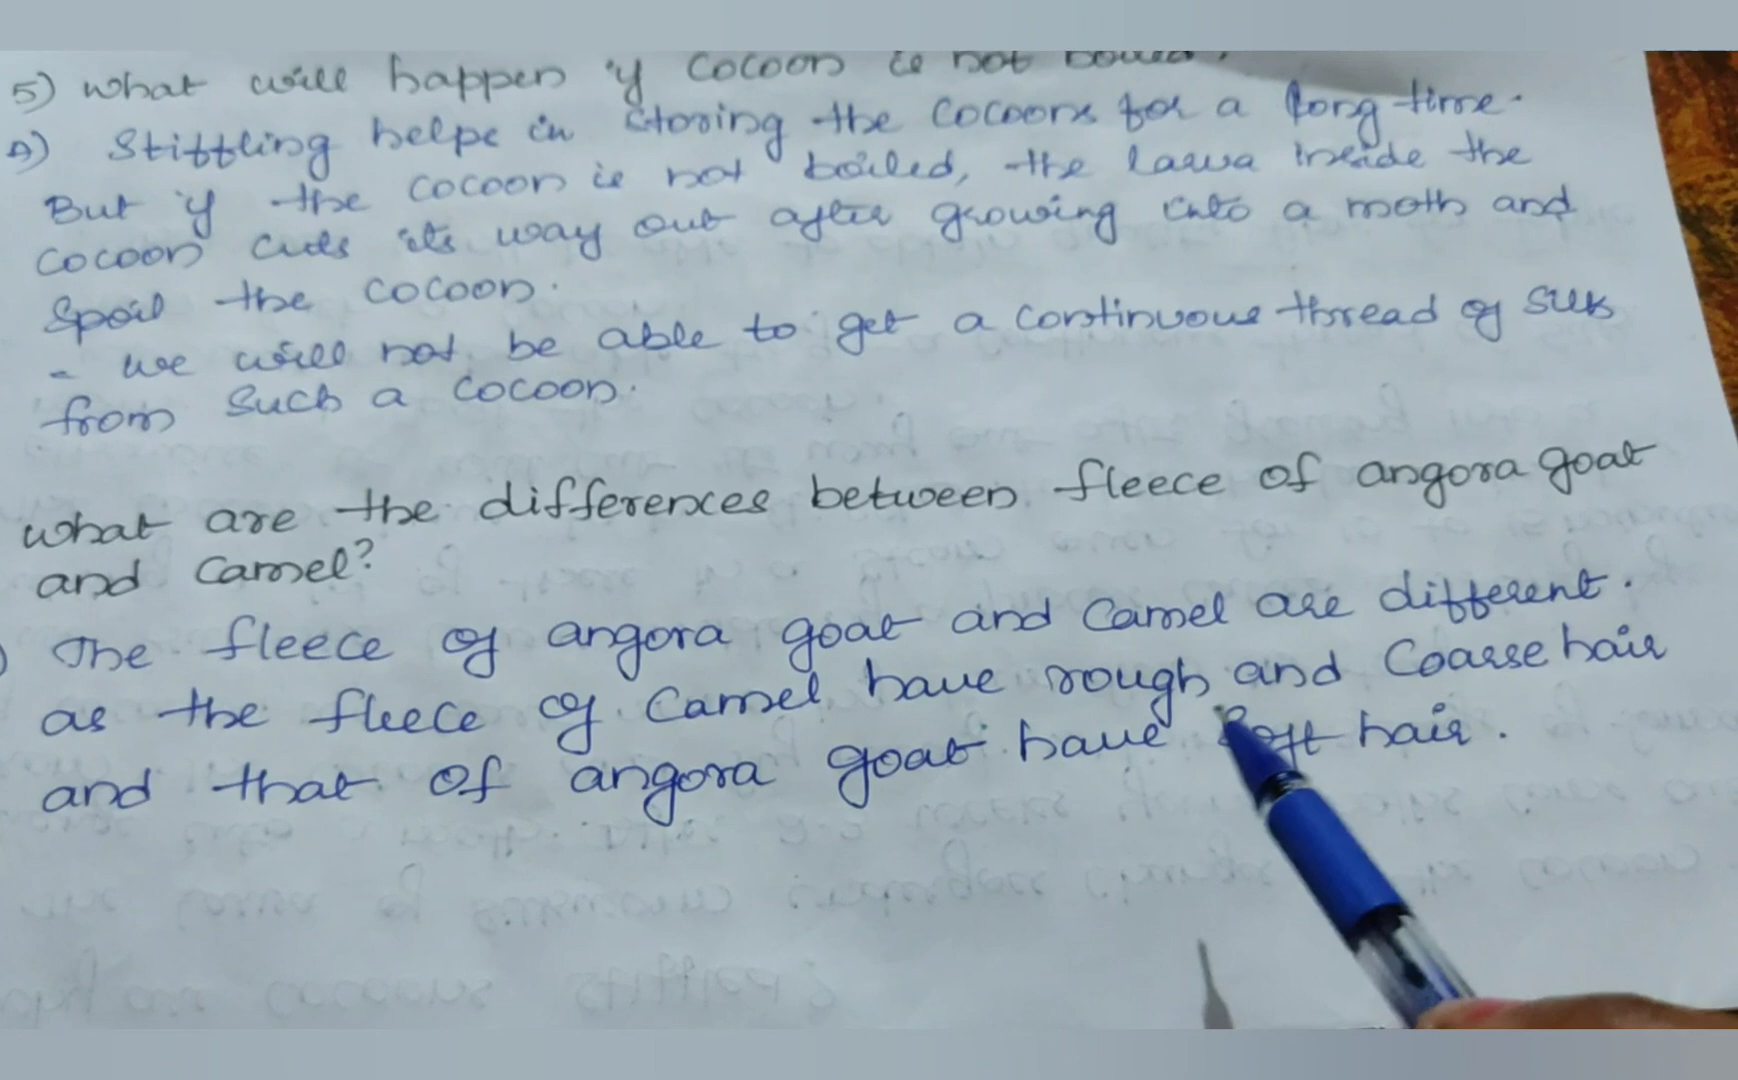 5) What will happen if Cocoon is not boiled.
A) Stiffling helps in storing the Cocoons for a long time.
But if the cocoon is not boiled, the larva inside the
cocoon cuts its way out after growing into a moth and
Spoil the cocoon.
- we will not be able to get a continuous thread of silk
from such a cocoon.
What are the differences between fleece of angora goat
and Camel?
) The fleece of angora goat and Camel are different.
as the fleece of Camel have rough and Coarse hair
and that of angora goat have soft hair.